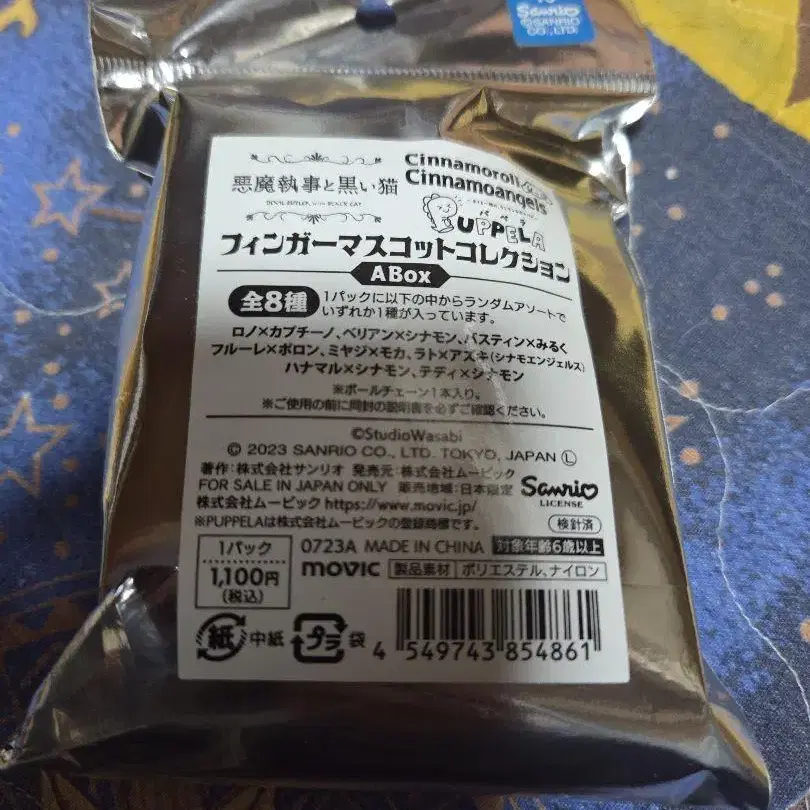 Sanrio
©SANRIO
CO.,LTD.
悪魔執事と黒い猫
DEVIL BUTLER with BLACK CAT
Cinnamoroll
Cinnamoangels
パペラ
PUPPELA
フィンガーマスコットコレクション
A Box
全8種
1パックに以下の中からランダムアソートで
いずれか1種が入っています。
ロノ×カプチーノ、ベリアン×シナモン、バスティン×みるく
フルーレ×ポロン、ミヤジ×モカ、ラト×アズキ(シナモエンジェルス)
ハナマル×シナモン、テディ×シナモン
※ボールチェーン1本入り。
※ご使用の前に同封の説明書を必ずご確認ください。
©StudioWasabi
© 2023 SANRIO CO., LTD. TOKYO, JAPAN Ⓛ
著作:株式会社サンリオ 発売元:株式会社ムービック
FOR SALE IN JAPAN ONLY 販売地域:日本限定
株式会社ムービック https://www.movic.jp/
※PUPPELAは株式会社ムービックの登録商標です。
Sanrio
LICENSE
検針済
1パック
1,100円
(税込)
0723A MADE IN CHINA 対象年齢6歳以上
movic 製品素材 ポリエステル、ナイロン
紙 中紙 プラ 袋
4 549743 854861